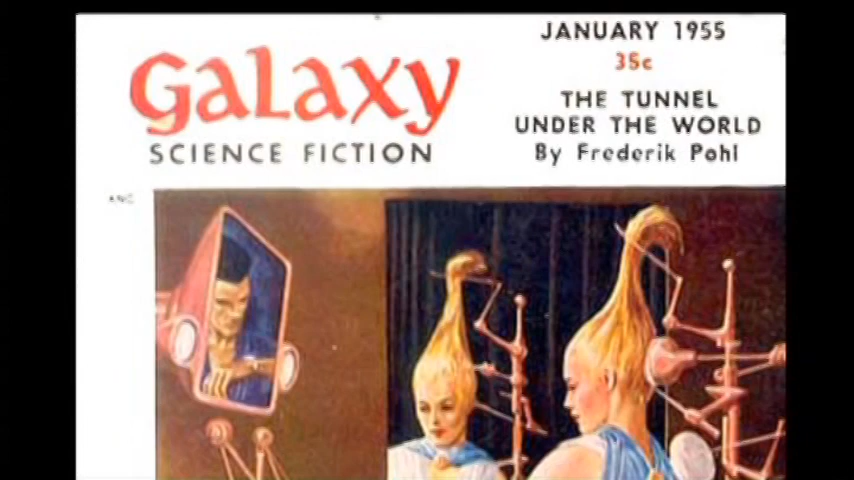 Galaxy
SCIENCE FICTION
JANUARY 1955
35c
THE TUNNEL
UNDER THE WORLD
By Frederik Pohl